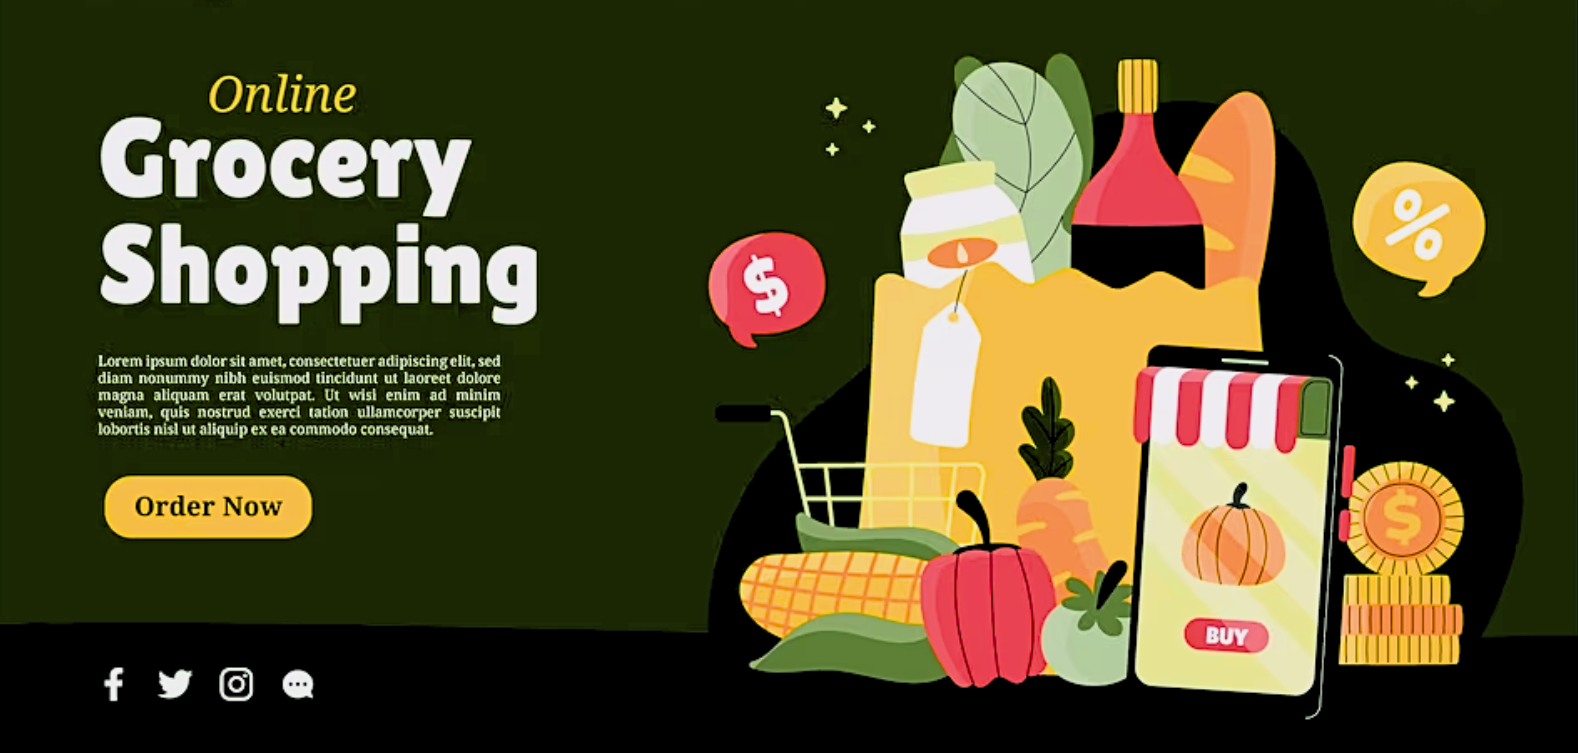 Online
Grocery
Shopping
Lorem ipsum dolor sit amet, consectetuer adipiscing elit, sed
diam nonummy nibh euismod tincidunt ut laoreet dolore
magna aliquam erat volutpat. Ut wisi enim ad minim
veniam, quis nostrud exerci tation ullamcorper suscipit
lobortis nisl ut aliquip ex ea commodo consequat.
Order Now
$
%
$
BUY